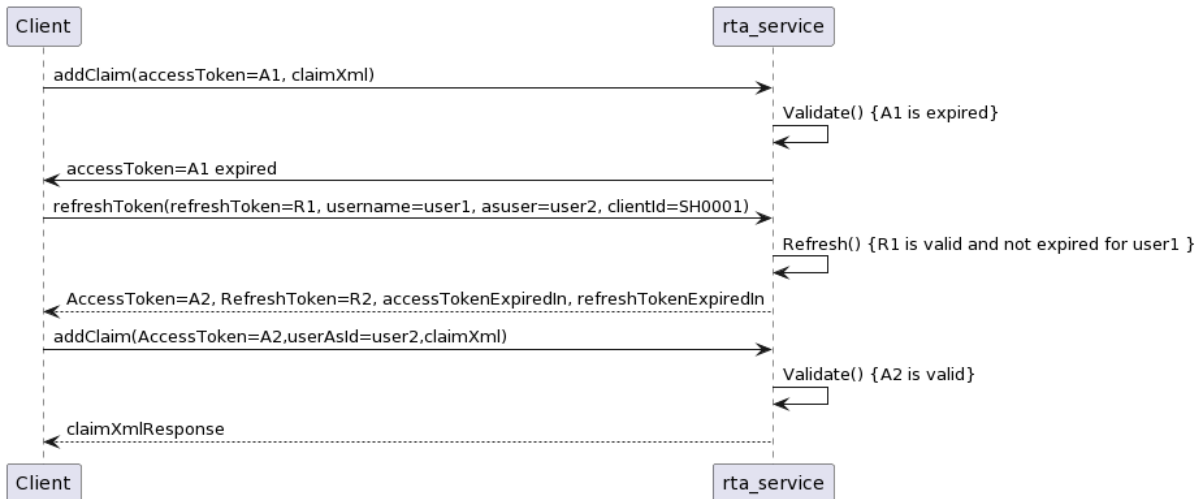 Client
rta_service
addClaim(accessToken=A1, claimXml)
Validate() {A1 is expired}
accessToken=A1 expired
refreshToken(refreshToken=R1, username=user1, asuser=user2, clientId=SH0001)
Refresh() {R1 is valid and not expired for user1 }
AccessToken=A2, RefreshToken=R2, accessTokenExpiredIn, refreshTokenExpiredIn
addClaim(AccessToken=A2,userAsId=user2,claimXml)
Validate() {A2 is valid}
claimXmlResponse
Client
rta_service